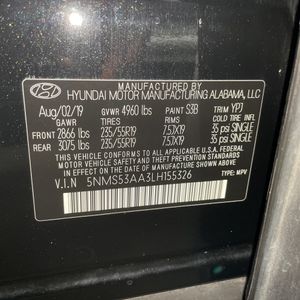 MANUFACTURED BY
HYUNDAI MOTOR MANUFACTURING ALABAMA, LLC
Aug/02/19 GVWR 4960 lbs PAINT S3B TRIM YPJ
GAWR TIRES RIMS COLD TIRE INFL.
FRONT 2866 lbs 235/55R19 7.5JX19 35 psi SINGLE
REAR 3075 lbs 235/55R19 7.5JX19 35 psi SINGLE
THIS VEHICLE CONFORMS TO ALL APPLICABLE U.S.A. FEDERAL
MOTOR VEHICLE SAFETY, BUMPER, AND THEFT PREVENTION
STANDARDS IN EFFECT ON THE DATE OF MANUFACTURE SHOWN ABOVE.
V.I.N 5NMS53AA3LH155326 TYPE: MPV